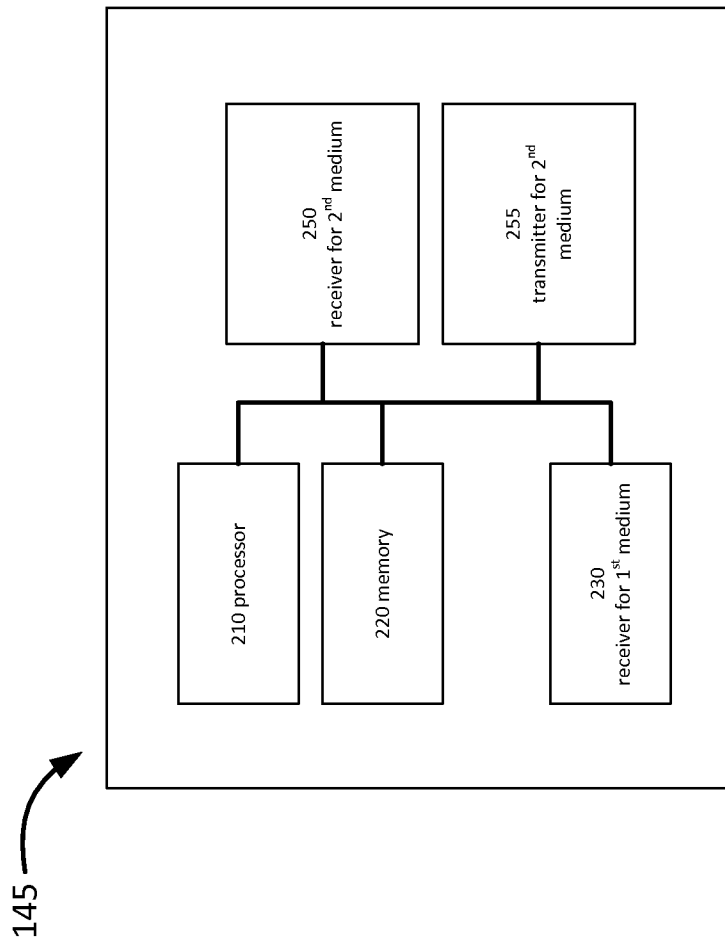 145
210 processor
220 memory
230
receiver for 1st medium
250
receiver for 2nd medium
255
transmitter for 2nd
medium